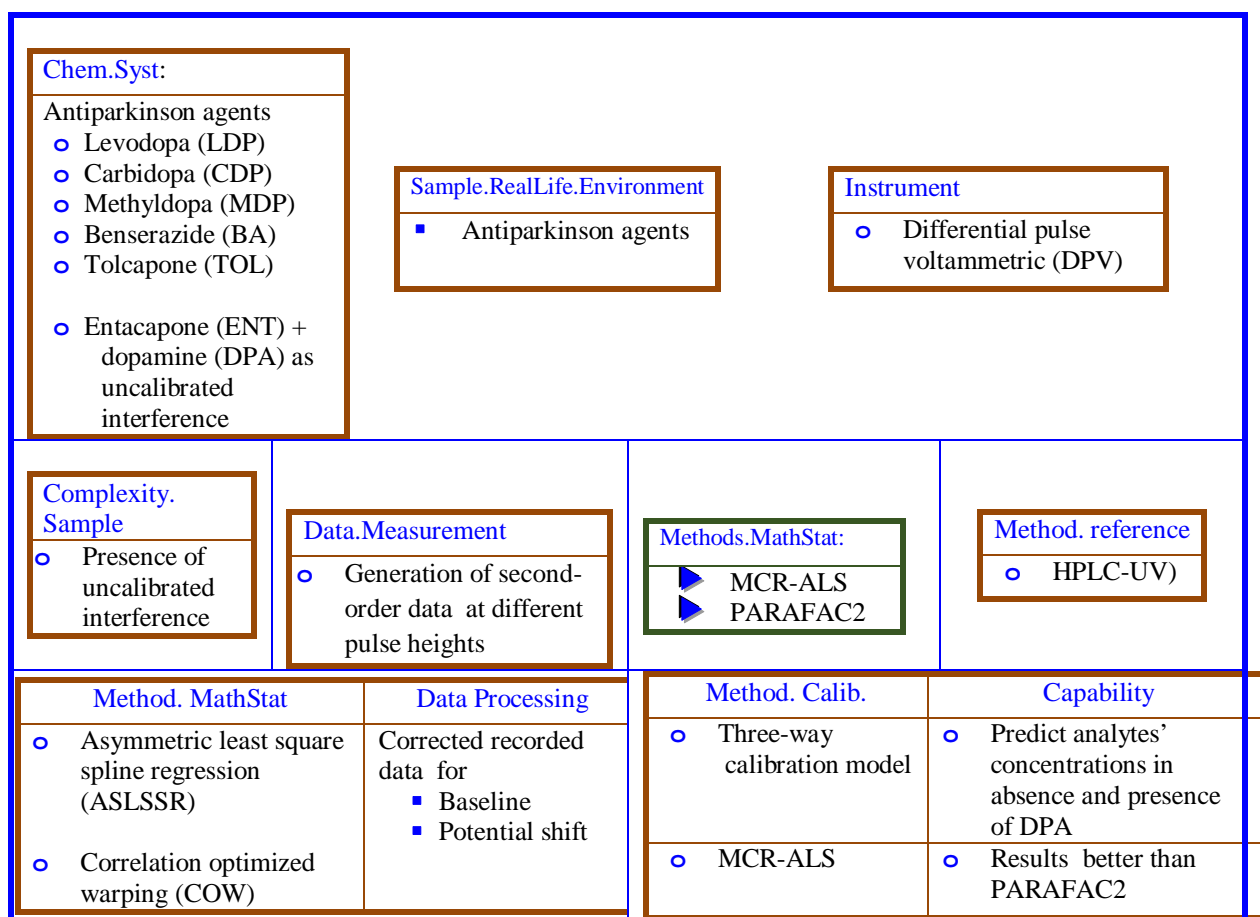 Chem.Syst:
Antiparkinson agents
o Levodopa (LDP)
o Carbidopa (CDP)
o Methyldopa (MDP)
o Benserazide (BA)
o Tolcapone (TOL)
o Entacapone (ENT) +
dopamine (DPA) as
uncalibrated
interference
Sample.RealLife.Environment
▪ Antiparkinson agents
Instrument
o Differential pulse
voltammetric (DPV)
Complexity.
Sample
o Presence of
uncalibrated
interference
Data.Measurement
o Generation of second-
order data at different
pulse heights
Methods.MathStat:
MCR-ALS
PARAFAC2
Method. reference
o HPLC-UV)
Method. MathStat
o Asymmetric least square
spline regression
(ASLSSR)
o Correlation optimized
warping (COW)
Data Processing
Corrected recorded
data for
▪ Baseline
▪ Potential shift
Method. Calib.
o Three-way
calibration model
o MCR-ALS
Capability
o Predict analytes’
concentrations in
absence and presence
of DPA
o Results better than
PARAFAC2